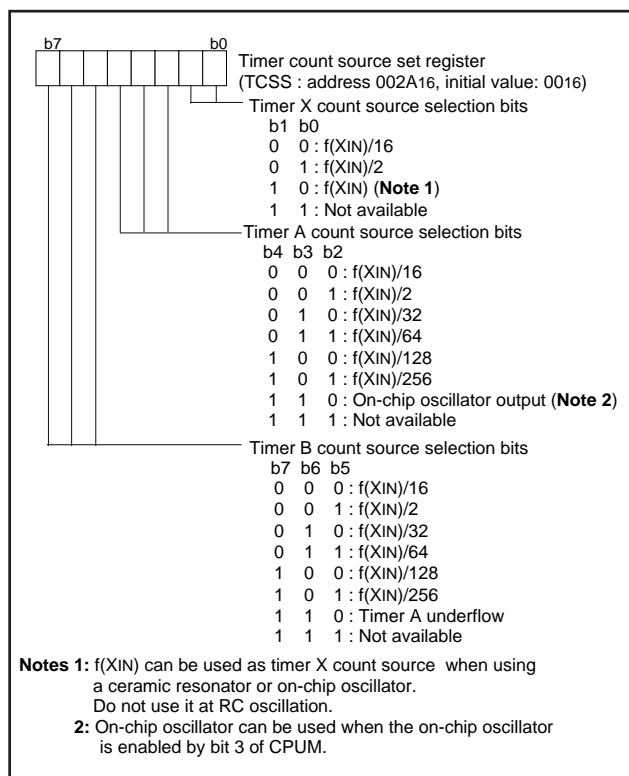 b7 b0
Timer count source set register
(TCSS : address 002A16, initial value: 0016)
Timer X count source selection bits
b1 b0
0 0 : f(XIN)/16
0 1 : f(XIN)/2
1 0 : f(XIN) (Note 1)
1 1 : Not available
Timer A count source selection bits
b4 b3 b2
0 0 0 : f(XIN)/16
0 0 1 : f(XIN)/2
0 1 0 : f(XIN)/32
0 1 1 : f(XIN)/64
1 0 0 : f(XIN)/128
1 0 1 : f(XIN)/256
1 1 0 : On-chip oscillator output (Note 2)
1 1 1 : Not available
Timer B count source selection bits
b7 b6 b5
0 0 0 : f(XIN)/16
0 0 1 : f(XIN)/2
0 1 0 : f(XIN)/32
0 1 1 : f(XIN)/64
1 0 0 : f(XIN)/128
1 0 1 : f(XIN)/256
1 1 0 : Timer A underflow
1 1 1 : Not available
Notes 1: f(XIN) can be used as timer X count source when using
a ceramic resonator or on-chip oscillator.
Do not use it at RC oscillation.
2: On-chip oscillator can be used when the on-chip oscillator
is enabled by bit 3 of CPUM.